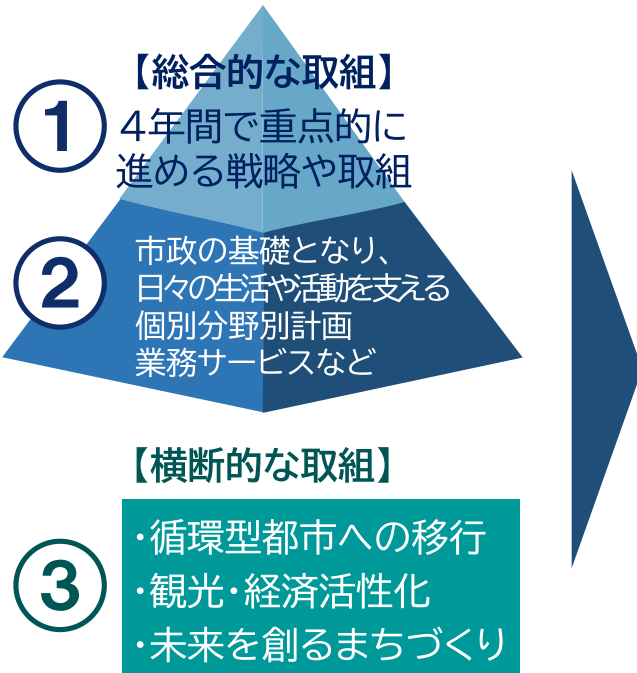 【総合的な取組】
① 4年間で重点的に
進める戦略や取組
② 市政の基礎となり、
日々の生活や活動を支える
個別分野別計画
業務サービスなど
【横断的な取組】
③ ・循環型都市への移行
・観光・経済活性化
・未来を創るまちづくり